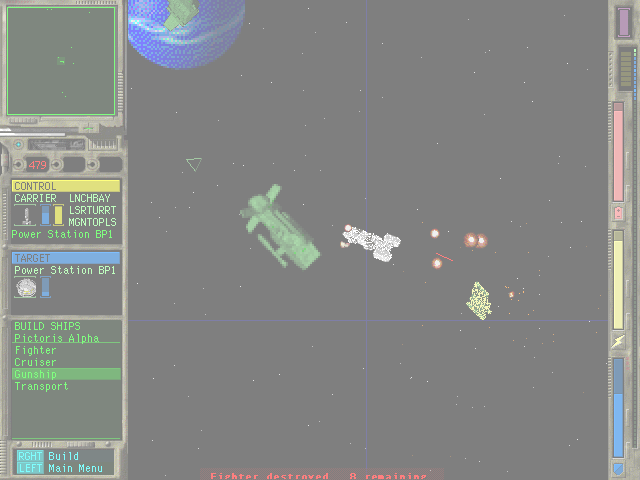 479
CONTROL
CARRIER LNCHBAY
LSRTURRT
MGNTOPLS
Power Station BP1
TARGET
Power Station BP1
BUILD SHIPS
Pictoris Alpha
Fighter
Cruiser
Gunship
Transport
RGHT Build
LEFT Main Menu
Fighter destroyed 8 remaining